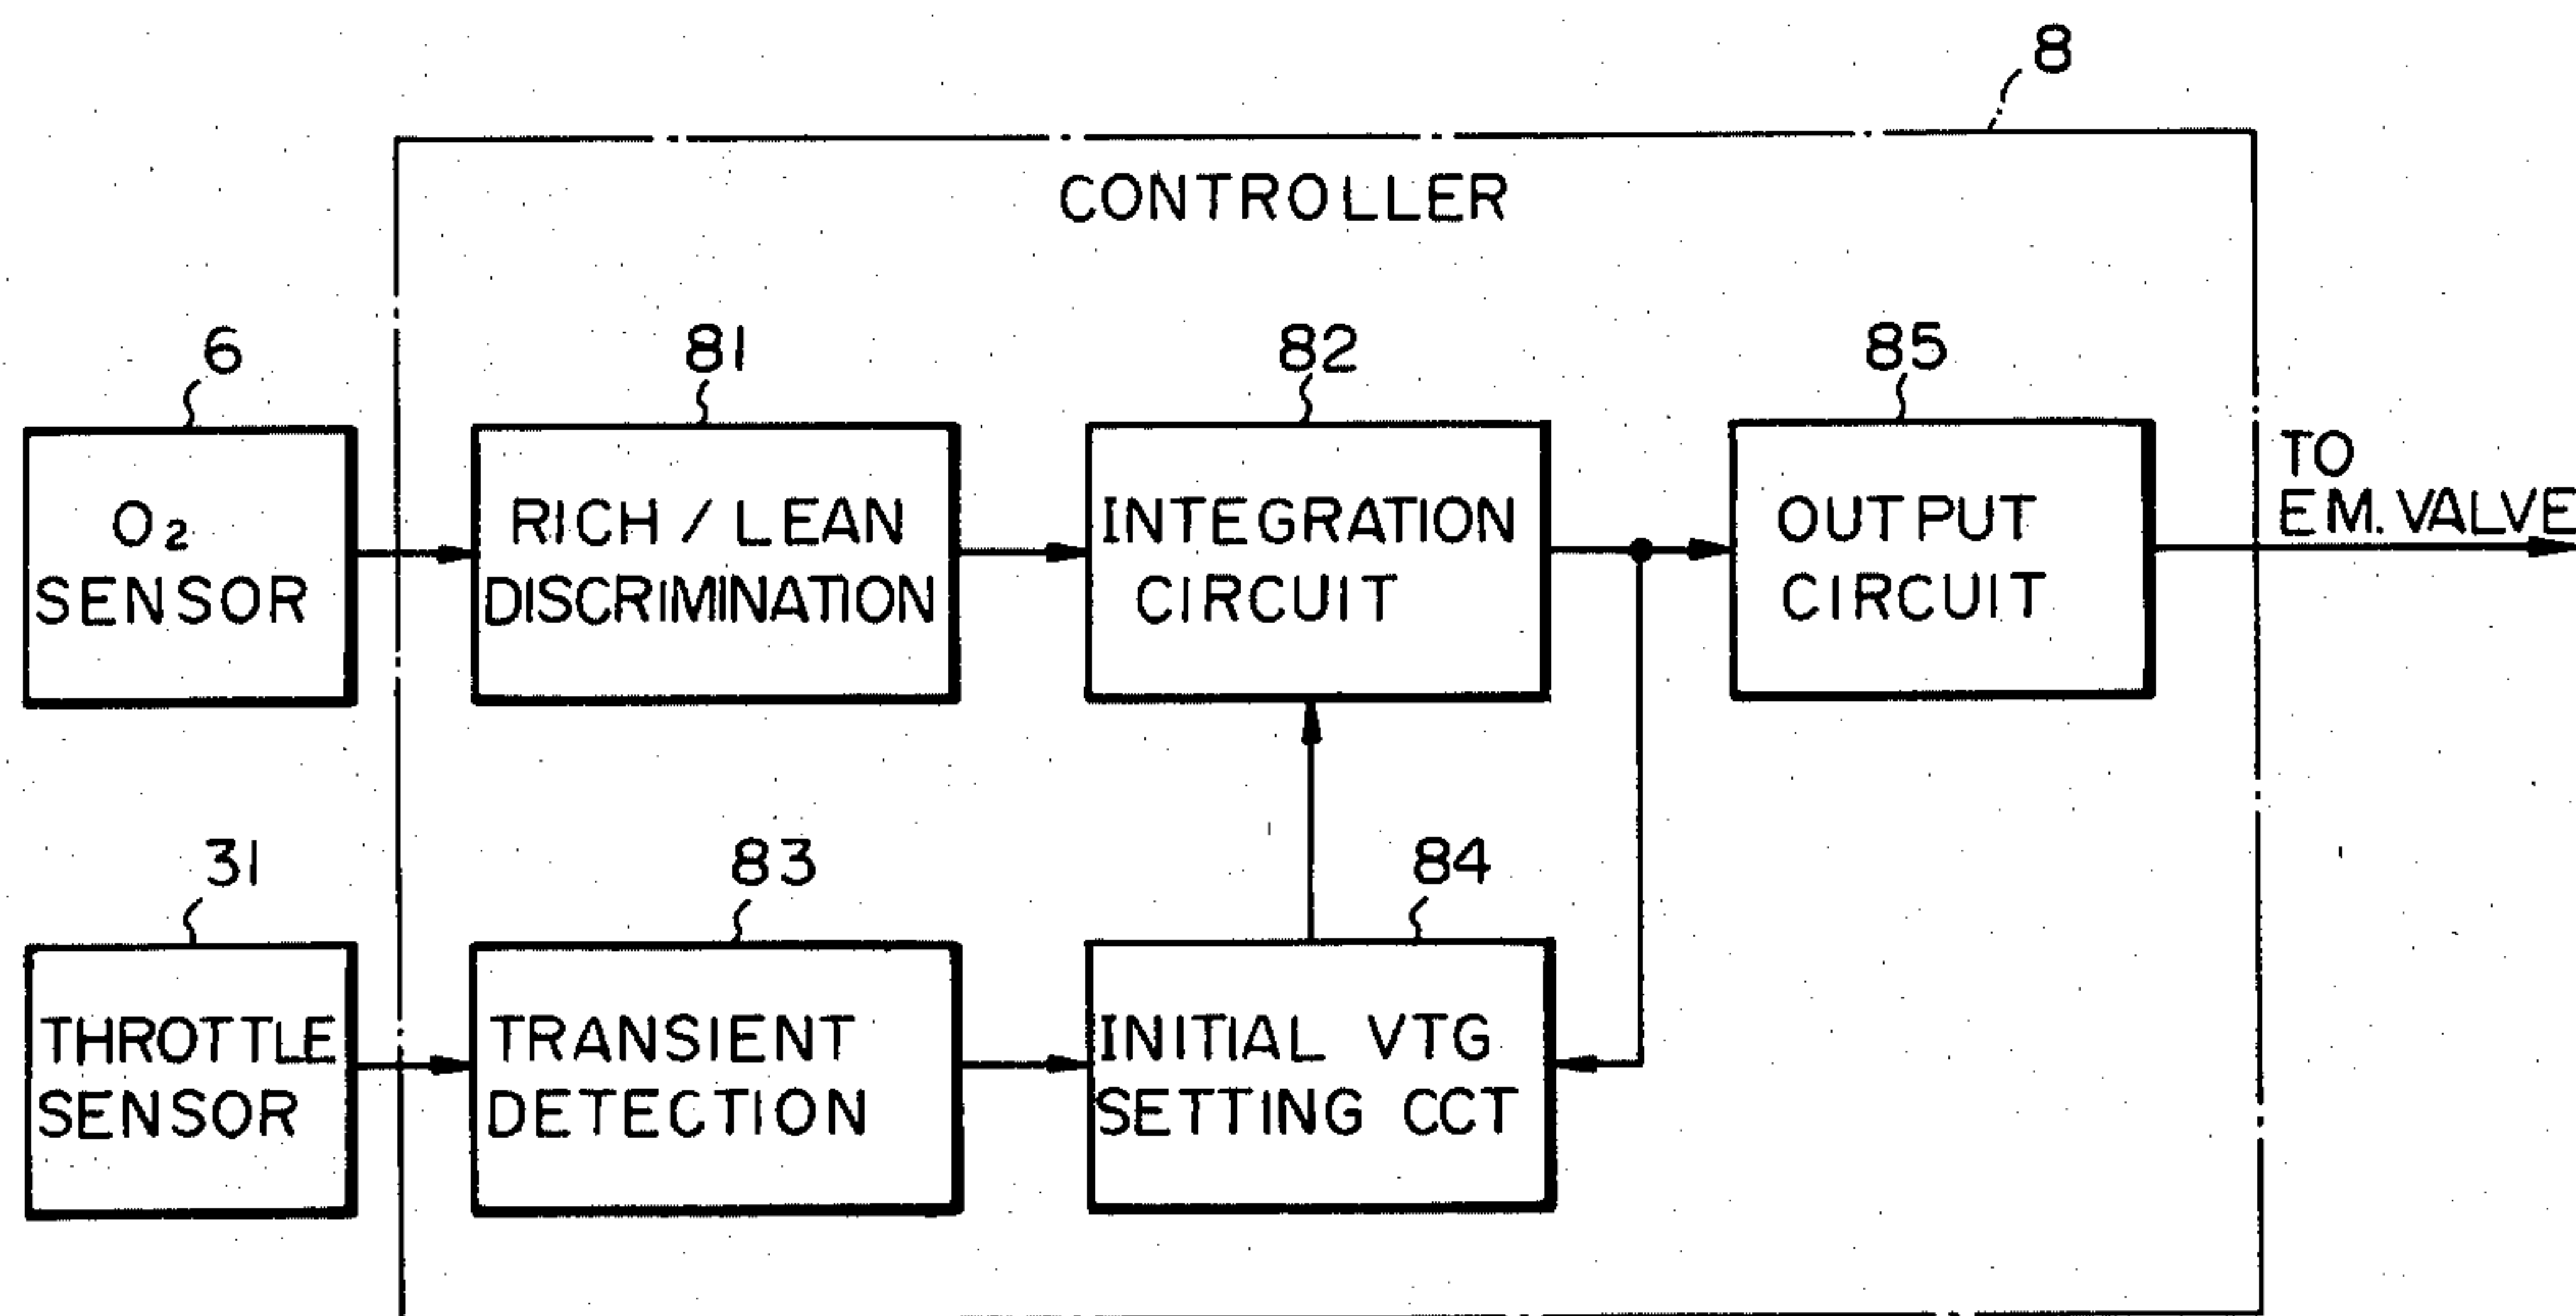 8
CONTROLLER
6
81
82
85
O₂
SENSOR
RICH / LEAN
DISCRIMINATION
INTEGRATION
CIRCUIT
OUTPUT
CIRCUIT
TO
EM. VALVE
31
83
84
THROTTLE
SENSOR
TRANSIENT
DETECTION
INITIAL VTG
SETTING CCT